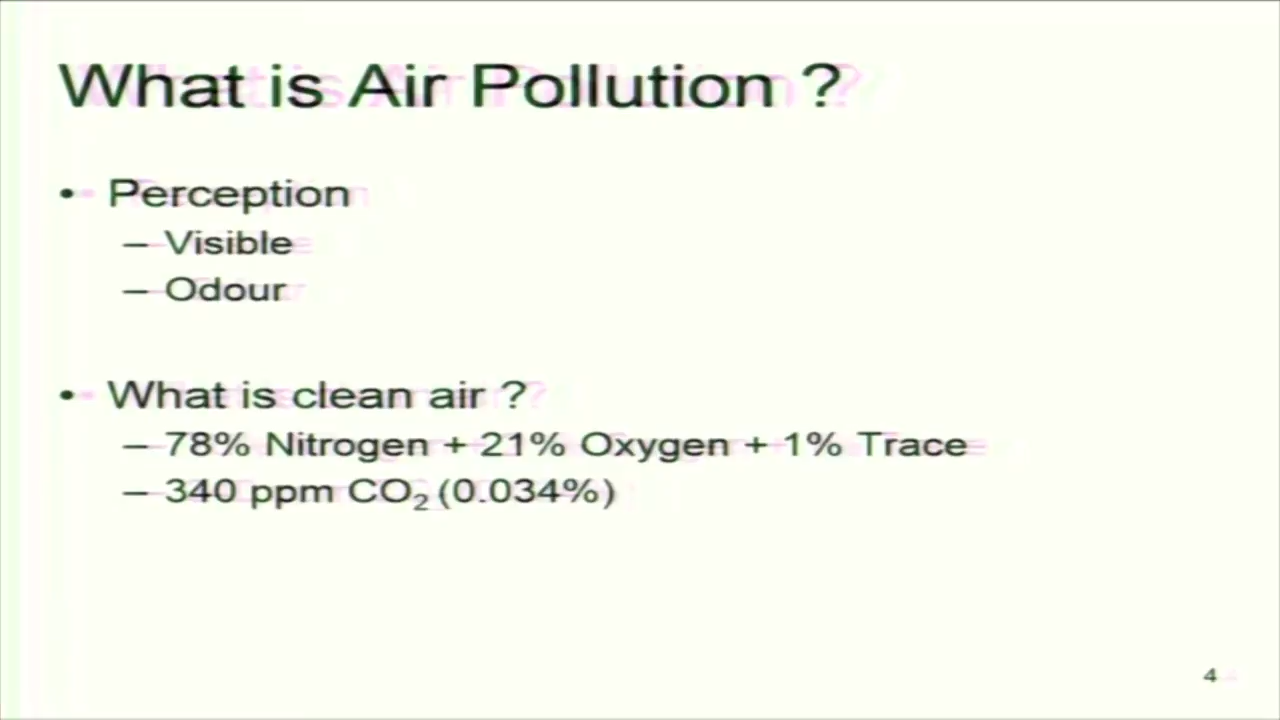 What is Air Pollution ?
• Perception
– Visible
– Odour
• What is clean air ?
– 78% Nitrogen + 21% Oxygen + 1% Trace
– 340 ppm CO₂ (0.034%)
4